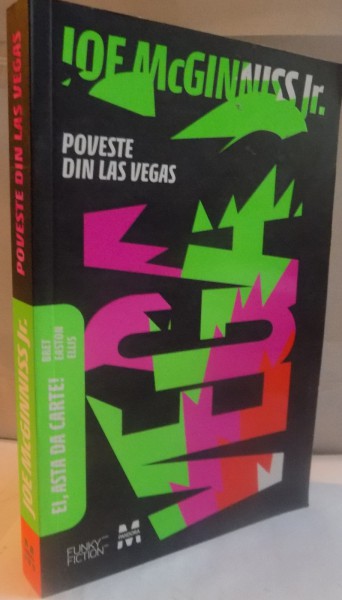 JOE McGINNISS Jr.
POVESTE
DIN LAS VEGAS
VEGAS
EI, ASTA DA CARTE!
BRET
EASTON
ELLIS
FUNKY
FICTION
PANDORA
M
JOE McGINNISS Jr. POVESTE DIN LAS VEGAS